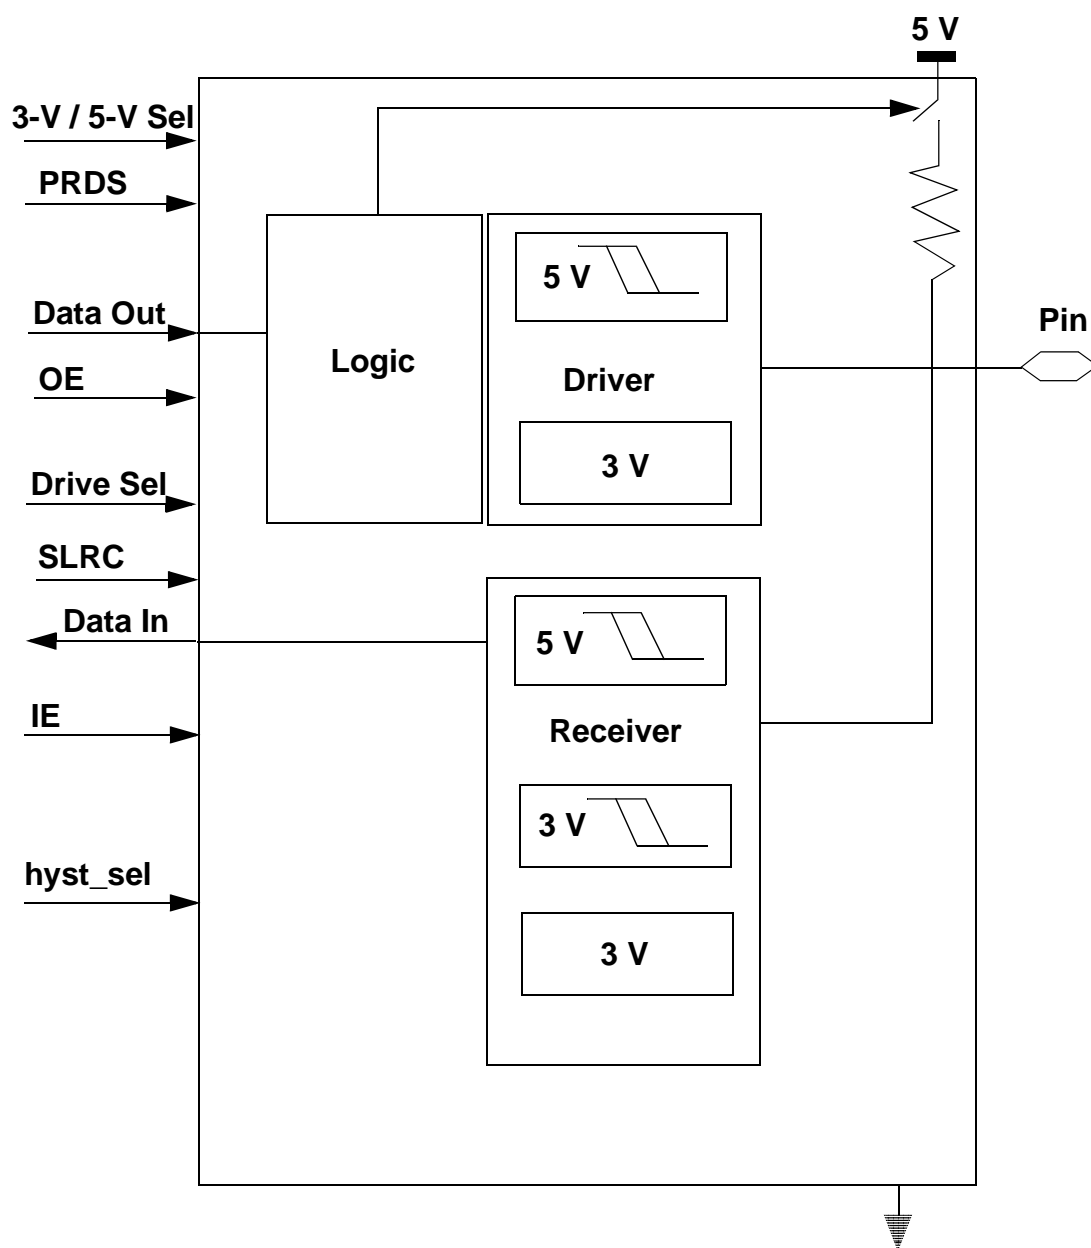 5 V
3-V / 5-V Sel
PRDS
5 V
Data Out
Pin
Logic
OE
Driver
3 V
Drive Sel
SLRC
Data In
5 V
IE
Receiver
3 V
hyst_sel
3 V